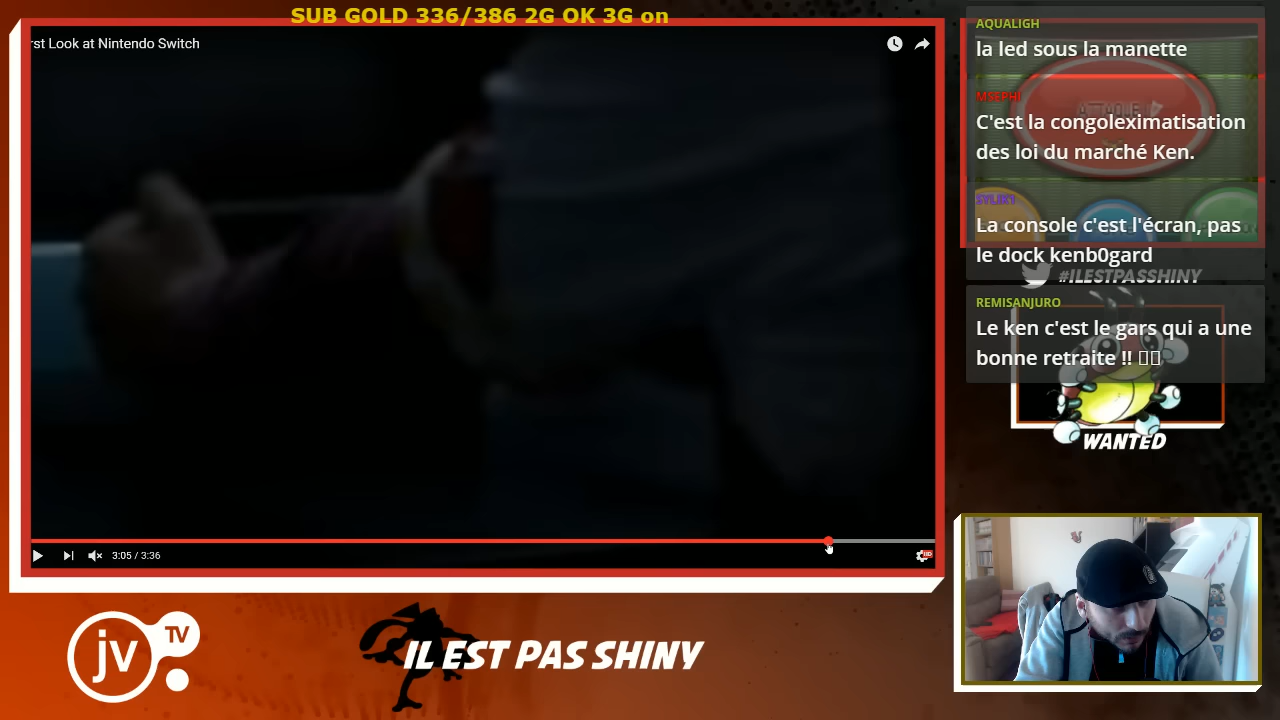 SUB GOLD 336/386 2G OK 3G on
rst Look at Nintendo Switch
3:05 / 3:36
HD
AQUALIGH
la led sous la manette
MSEPHI
C'est la congoleximatisation
des loi du marché Ken.
La console c'est l'écran, pas
le dock kenb0gard
#ILESTPASSHINY
REMISANJURO
Le ken c'est le gars qui a une
bonne retraite !!
WANTED
jv TV
IL EST PAS SHINY